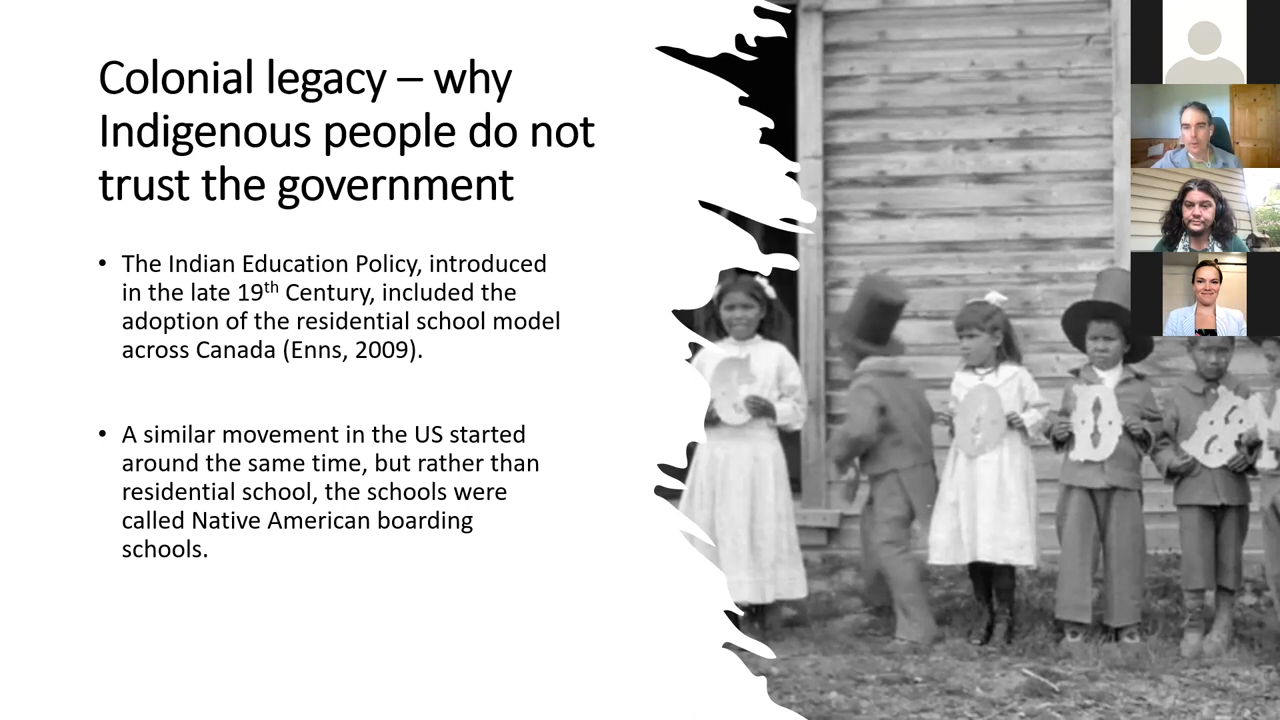 Colonial legacy – why
Indigenous people do not
trust the government
• The Indian Education Policy, introduced
in the late 19th Century, included the
adoption of the residential school model
across Canada (Enns, 2009).
• A similar movement in the US started
around the same time, but rather than
residential school, the schools were
called Native American boarding
schools.